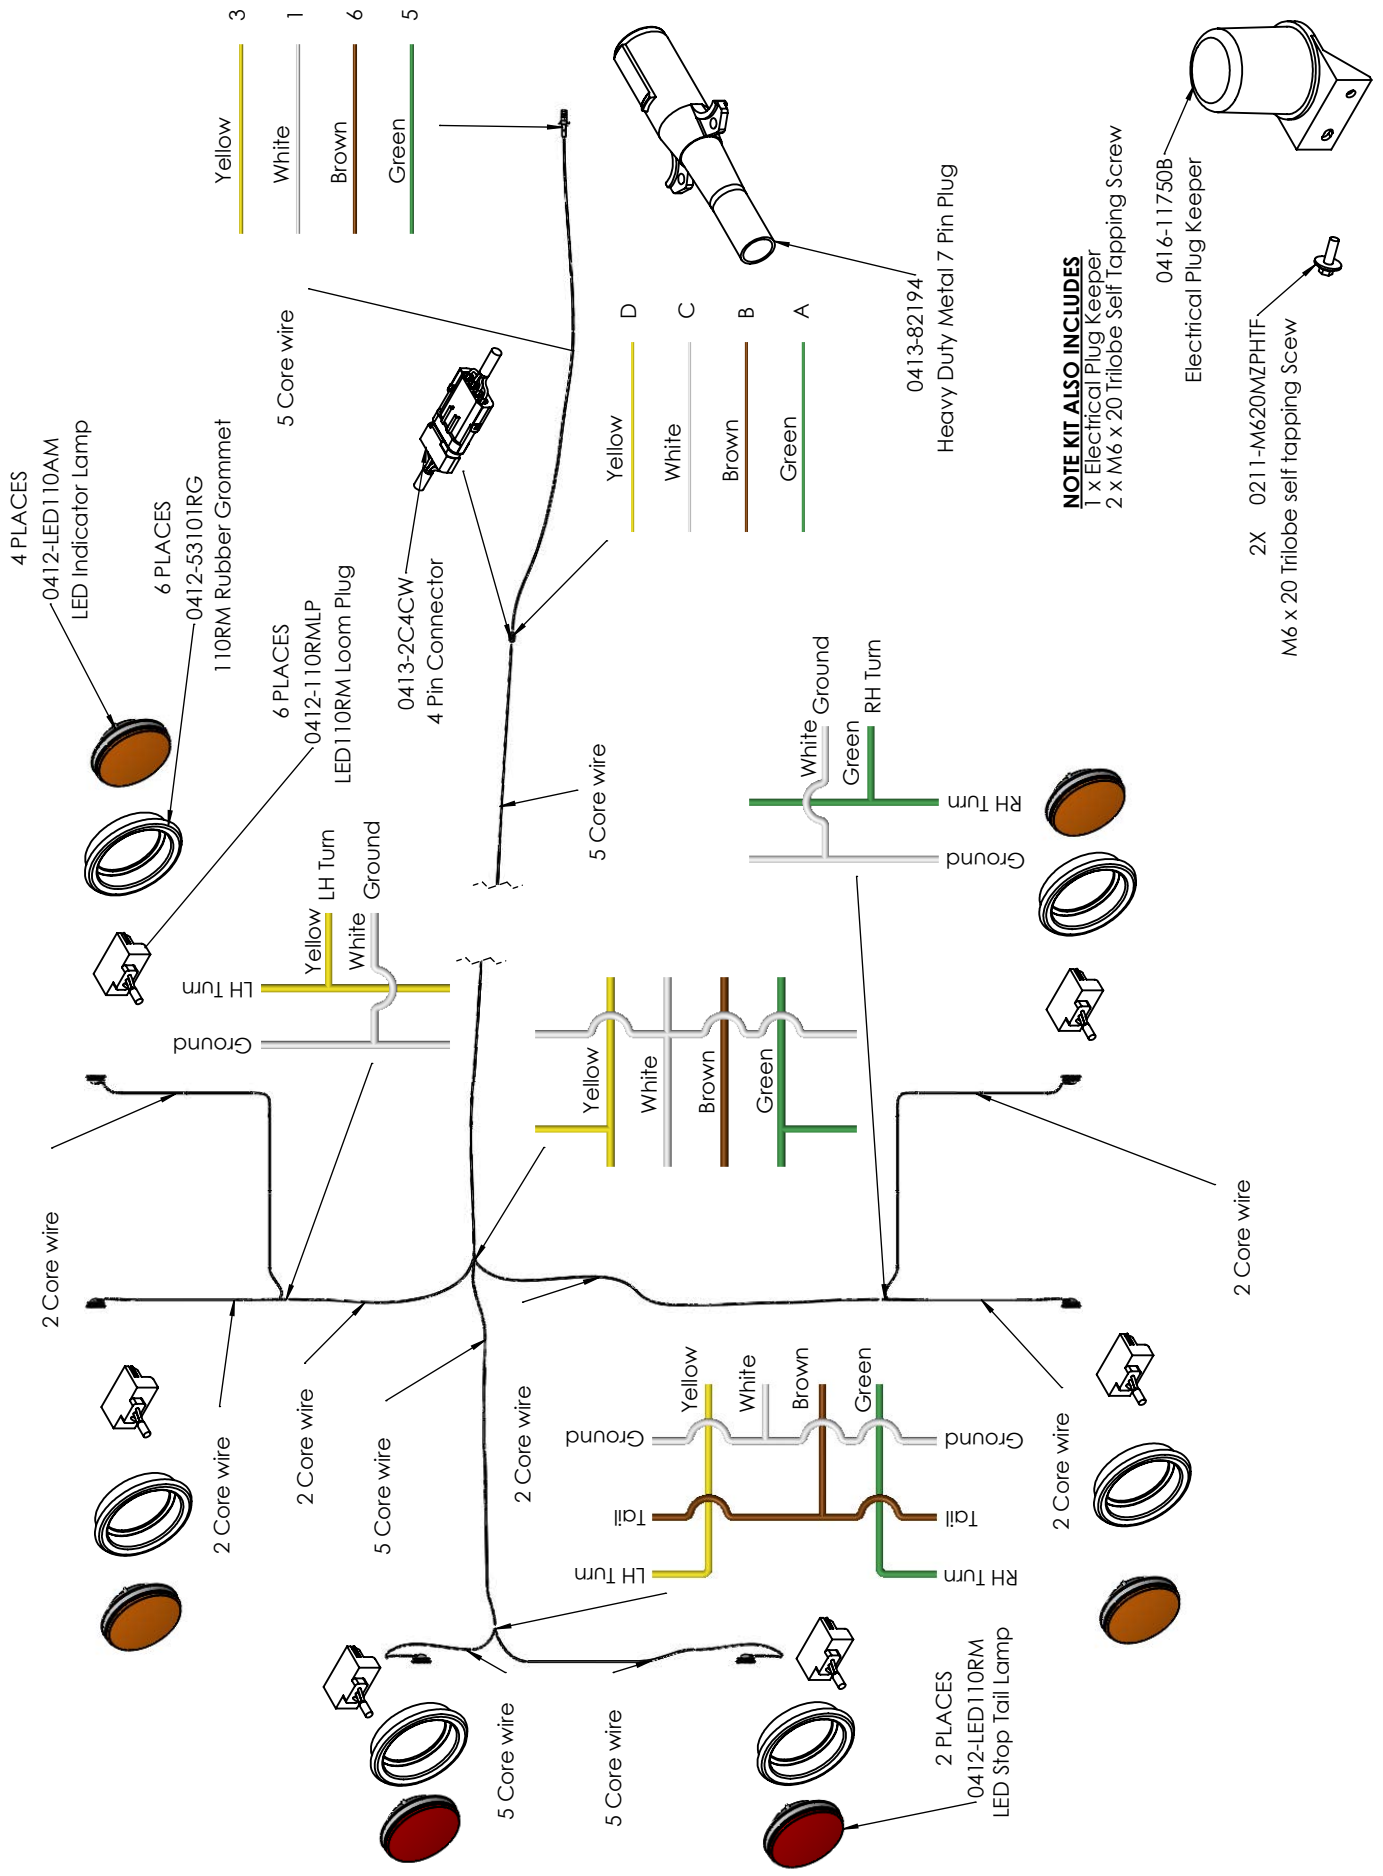 4 PLACES
0412-LED110AM
LED Indicator Lamp
6 PLACES
0412-53101RG
110RM Rubber Grommet
6 PLACES
0412-110RMLP
LED110RM Loom Plug
0413-2C4CW
4 Pin Connector
5 Core wire
Yellow 3
White 1
Brown 6
Green 5
Yellow D
White C
Brown B
Green A
0413-82194
Heavy Duty Metal 7 Pin Plug
NOTE KIT ALSO INCLUDES
1 x Electrical Plug Keeper
2 x M6 x 20 Trilobe Self Tapping Screw
0416-11750B
Electrical Plug Keeper
2X 0211-M620MZPHTF
M6 x 20 Trilobe self tapping Scew
5 Core wire
Yellow LH Turn
White Ground
LH Turn
Ground
White Ground
Green RH Turn
RH Turn
Ground
Yellow
White
Brown
Green
2 Core wire
2 Core wire
2 Core wire
2 Core wire
5 Core wire
2 Core wire
2 Core wire
Yellow
White
Brown
Green
Ground
Ground
Tail
Tail
LH Turn
RH Turn
5 Core wire
5 Core wire
2 PLACES
0412-LED110RM
LED Stop Tail Lamp